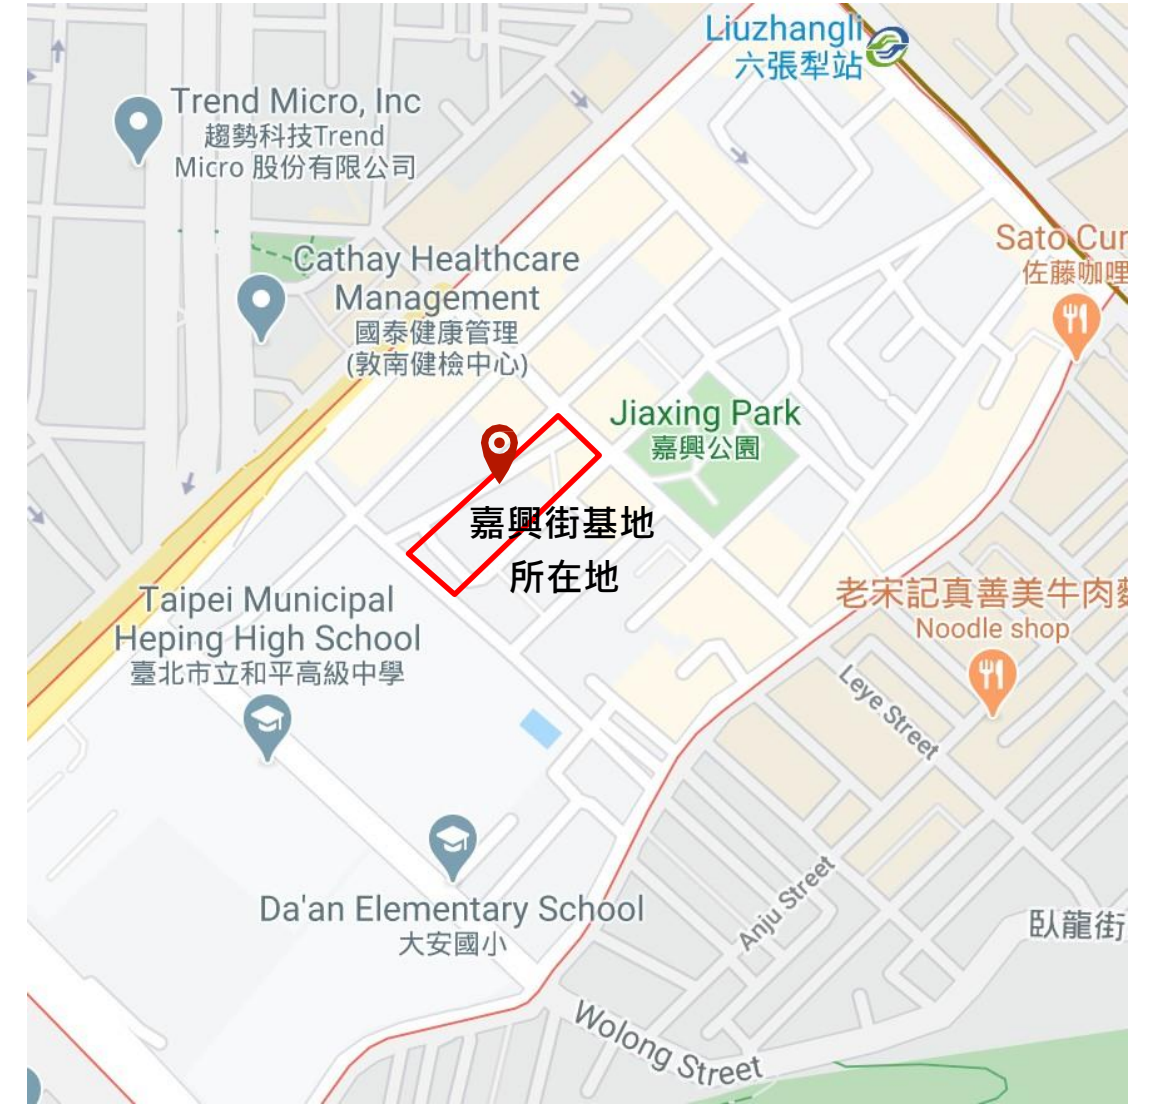 Liuzhangli
六張犁站
Trend Micro, Inc
趨勢科技Trend
Micro 股份有限公司
Sato Cur
佐藤咖哩
Cathay Healthcare
Management
國泰健康管理
(敦南健檢中心)
Jiaxing Park
嘉興公園
嘉興街基地
所在地
Taipei Municipal
Heping High School
臺北市立和平高級中學
老宋記真善美牛肉麵
Noodle shop
Leye Street
Da'an Elementary School
大安國小
Anju Street
臥龍街
Wolong Street